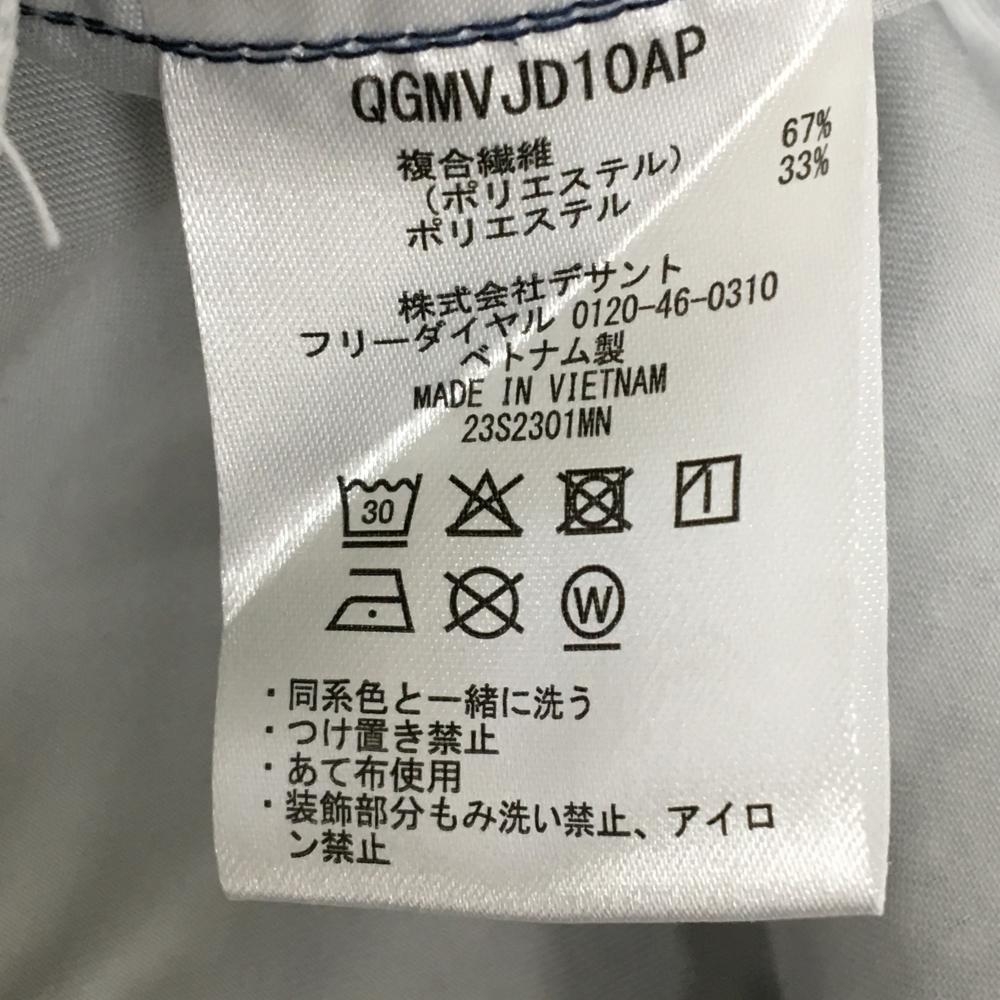 QGMVJD10AP
複合繊維 67%
(ポリエステル)
ポリエステル 33%
株式会社デサント
フリーダイヤル 0120-46-0310
ベトナム製
MADE IN VIETNAM
23S2301MN
30
W
・同系色と一緒に洗う
・つけ置き禁止
・あて布使用
・装飾部分もみ洗い禁止、アイロ
ン禁止